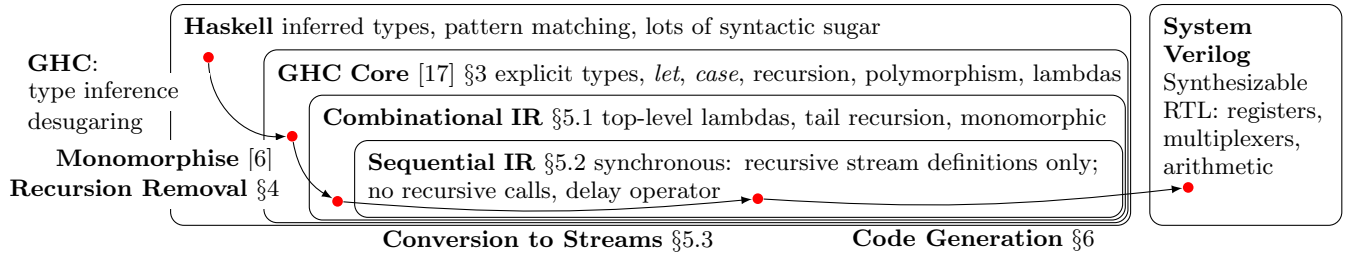 Haskell inferred types, pattern matching, lots of syntactic sugar
GHC:
type inference
desugaring
GHC Core [17] §3 explicit types, let, case, recursion, polymorphism, lambdas
Combinational IR §5.1 top-level lambdas, tail recursion, monomorphic
Monomorphise [6]
Recursion Removal §4
Sequential IR §5.2 synchronous: recursive stream definitions only;
no recursive calls, delay operator
Conversion to Streams §5.3
Code Generation §6
System
Verilog
Synthesizable
RTL: registers,
multiplexers,
arithmetic